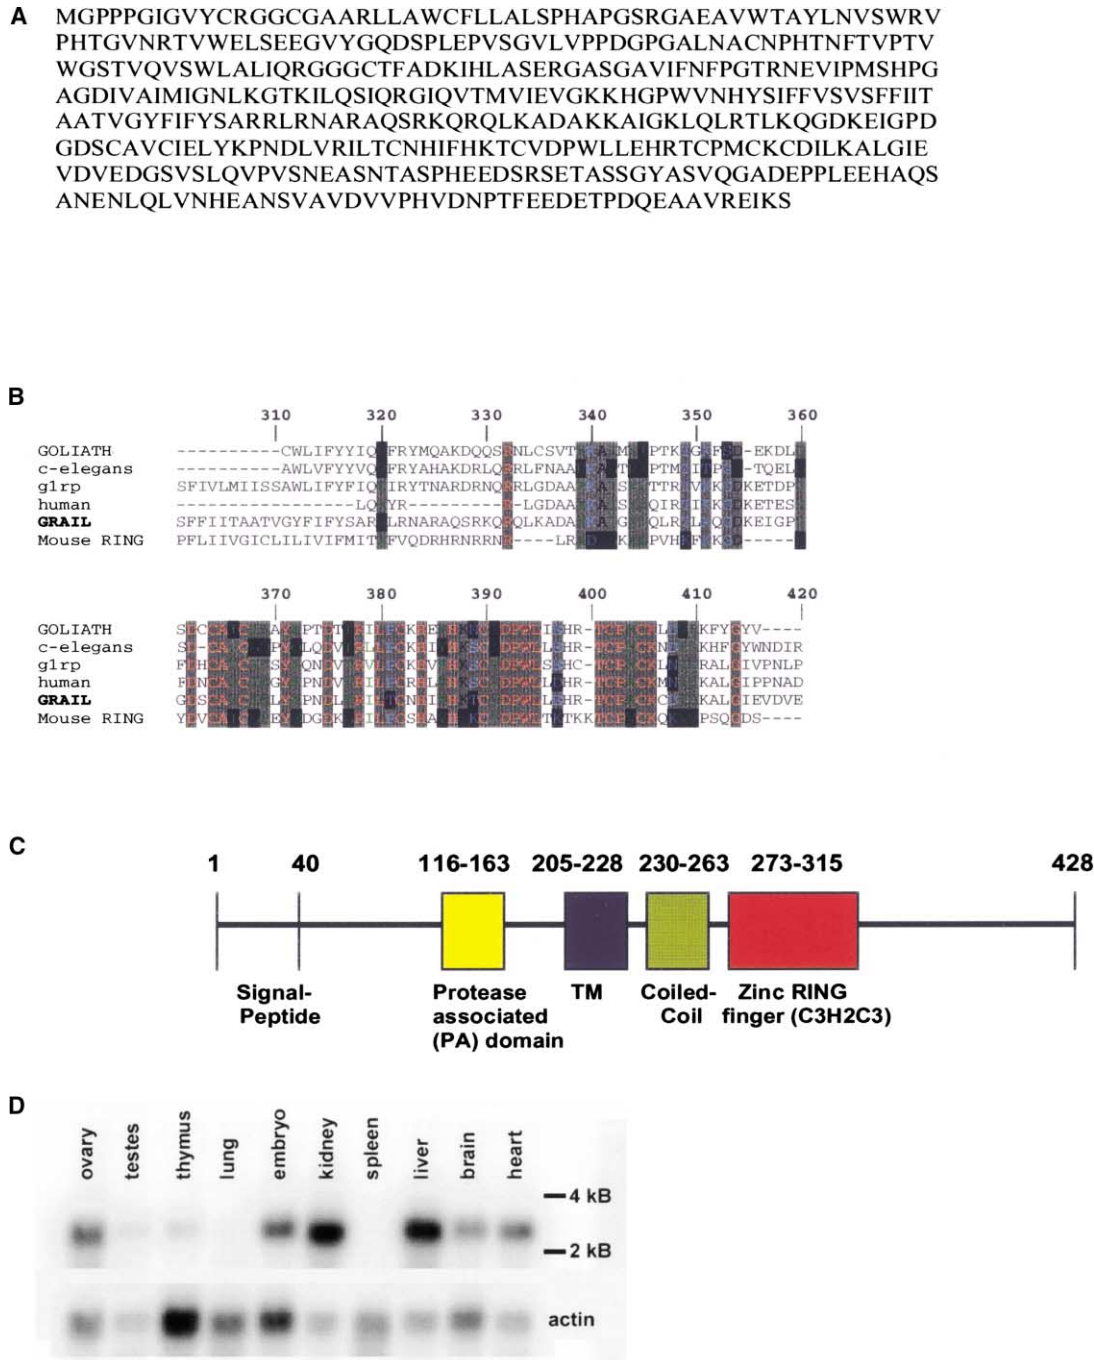 A
MGPPPGIGVYCRGGCGAARLLAWCFLLALSPHAPGSRGAEAVWTAYLNVSWRV
PHTGVNRTVWELSEEGVYGQDSPLEPVSGVLVPPDGPGALNACNPHTNFTVPTV
WGSTVQVSWLALIQRGGGCTFADKIHLASERGASGAVIFNFPGTRNEVIPMSHPG
AGDIVAIMIGNLKGTKILQSIQRGIQVTMVIEVGKKHGPWVNHYSIFFVSVSFFIIT
AATVGYFIFYSARRLRNARAQSRKQRQLKADAKKAIGKLQLRTLKQGDKEIGPD
GDSCAVCIELYKPNDLVRILTCNHIFHKTCVDPWLLEHRTCPMCKCDILKALGIE
VDVEDGSVSLQVPVSNEASNTASPHEEDSRSETASSGYASVQGADEPPLEEHAQS
ANENLQLVNHEANSVAVDVVPHVDNPTFEEDETPDQEAAVREIKS
B
310 320 330 340 350 360
GOLIATH
c-elegans
g1rp
human
GRAIL
Mouse RING
370 380 390 400 410 420
GOLIATH
c-elegans
g1rp
human
GRAIL
Mouse RING
C
1 40 116-163 205-228 230-263 273-315 428
Signal- Protease TM Coiled- Zinc RING
Peptide associated Coil finger (C3H2C3)
(PA) domain
D
ovary testes thymus lung embryo kidney spleen liver brain heart
4 kB
2 kB
actin